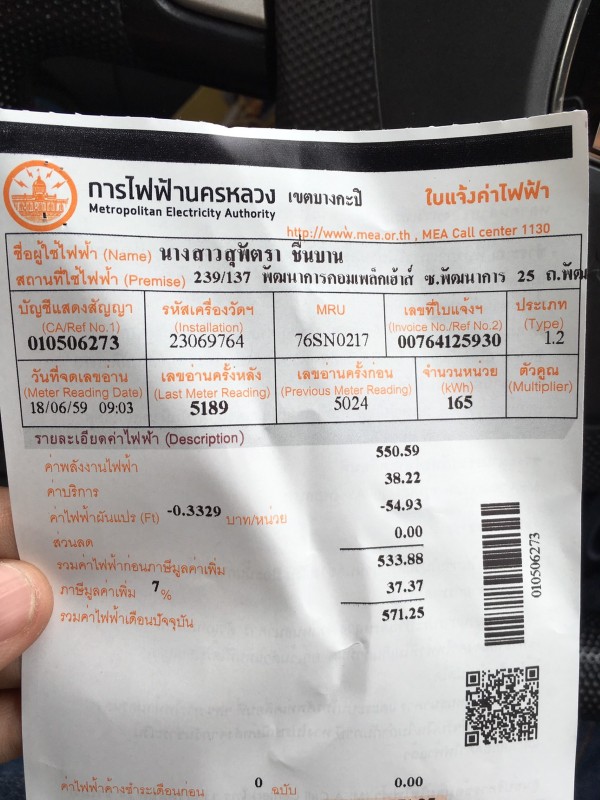 การไฟฟ้านครหลวง เขตบางกะปิ ใบแจ้งค่าไฟฟ้า
Metropolitan Electricity Authority
http://www.mea.or.th , MEA Call center 1130
ชื่อผู้ใช้ไฟฟ้า (Name) นางสาวสุพัตรา ชื่นบาน
สถานที่ใช้ไฟฟ้า (Premise) 239/137 พัฒนาการคอมเพล็กเฮ้าส์ ซ.พัฒนาการ 25 ถ.พัฒ
บัญชีแสดงสัญญา รหัสเครื่องวัดฯ MRU เลขที่ใบแจ้งฯ ประเภท
(CA/Ref No.1) (Installation) (Invoice No./Ref No.2) (Type)
010506273 23069764 76SN0217 00764125930 1.2
วันที่จดเลขอ่าน เลขอ่านครั้งหลัง เลขอ่านครั้งก่อน จำนวนหน่วย ตัวคูณ
(Meter Reading Date) (Last Meter Reading) (Previous Meter Reading) (kWh) (Multiplier)
18/06/59 09:03 5189 5024 165
รายละเอียดค่าไฟฟ้า (Description)
ค่าพลังงานไฟฟ้า 550.59
ค่าบริการ 38.22
ค่าไฟฟ้าผันแปร (Ft) -0.3329 บาท/หน่วย -54.93
ส่วนลด 0.00
รวมค่าไฟฟ้าก่อนภาษีมูลค่าเพิ่ม 533.88
ภาษีมูลค่าเพิ่ม 7% 37.37
รวมค่าไฟฟ้าเดือนปัจจุบัน 571.25
010506273
ค่าไฟฟ้าค้างชำระเดือนก่อน 0 ฉบับ 0.00